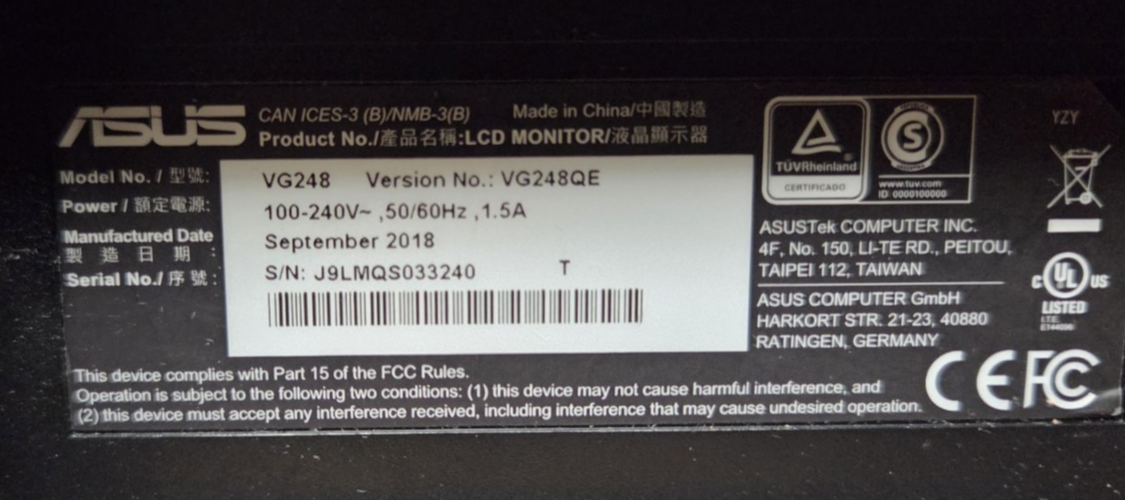 ASUS
CAN ICES-3 (B)/NMB-3(B) Made in China/中國製造
Product No./產品名稱:LCD MONITOR/液晶顯示器
Model No. / 型號: VG248 Version No.: VG248QE
Power / 額定電源: 100-240V~ ,50/60Hz ,1.5A
Manufactured Date September 2018
製 造 日 期 :
Serial No./ 序 號 : S/N: J9LMQS033240 T
This device complies with Part 15 of the FCC Rules.
Operation is subject to the following two conditions: (1) this device may not cause harmful interference, and
(2) this device must accept any interference received, including interference that may cause undesired operation.
TÜVRheinland
CERTIFICADO
S
www.tuv.com
ID 0000100000
ASUSTek COMPUTER INC.
4F, No. 150, LI-TE RD., PEITOU,
TAIPEI 112, TAIWAN
ASUS COMPUTER GmbH
HARKORT STR. 21-23, 40880
RATINGEN, GERMANY
YZY
C UL US
LISTED
I.T.E.
CE FC